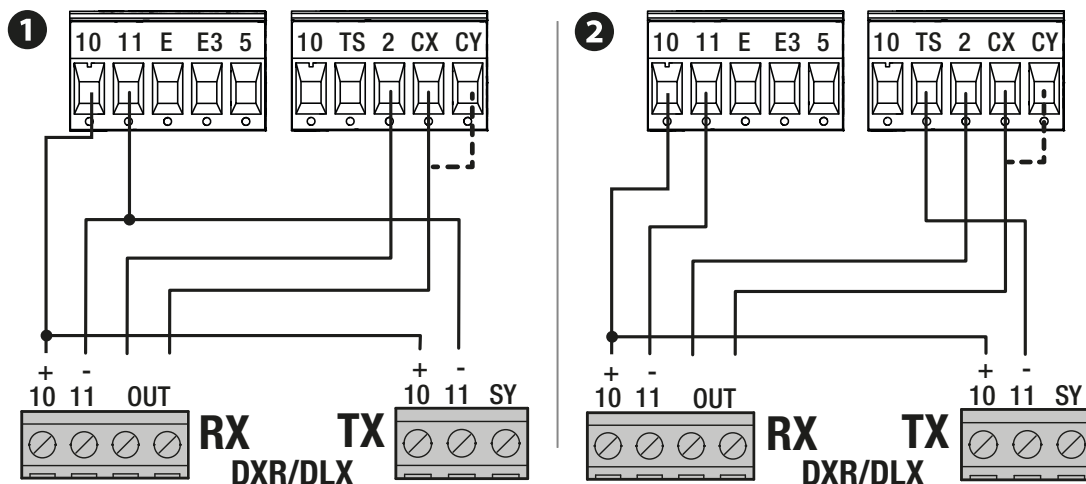 1
10 11 E E3 5
10 TS 2 CX CY
+ - + -
10 11 OUT 10 11 SY
RX TX
DXR/DLX
2
10 11 E E3 5
10 TS 2 CX CY
+ - + -
10 11 OUT 10 11 SY
RX TX
DXR/DLX